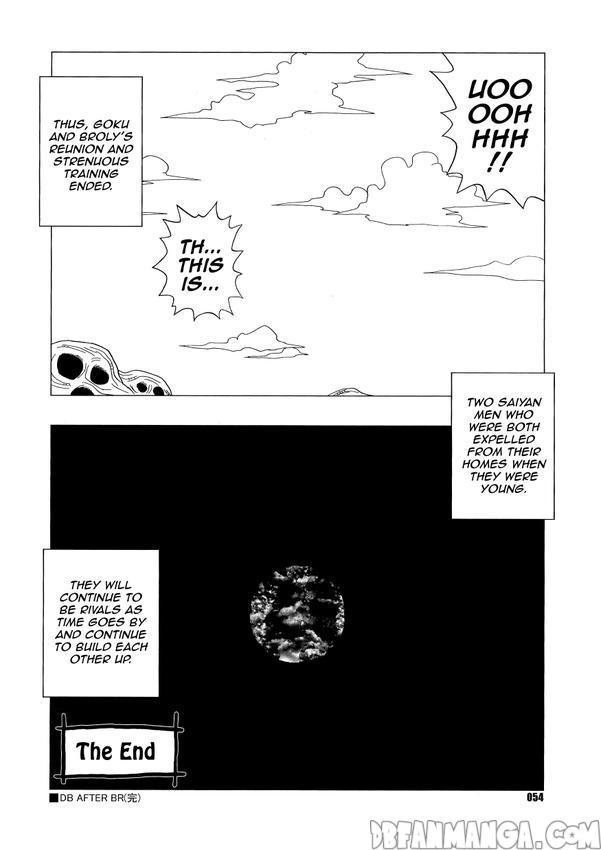 UOO
OOH
HHH
!!
THUS, GOKU
AND BROLY'S
REUNION AND
STRENUOUS
TRAINING
ENDED.
TH...
THIS
IS...
TWO SAIYAN
MEN WHO
WERE BOTH
EXPELLED
FROM THEIR
HOMES WHEN
THEY WERE
YOUNG.
THEY WILL
CONTINUE TO
BE RIVALS AS
TIME GOES BY
AND CONTINUE
TO BUILD EACH
OTHER UP.
The End
■DB AFTER BR(完)
054
DBFANMANGA.COM